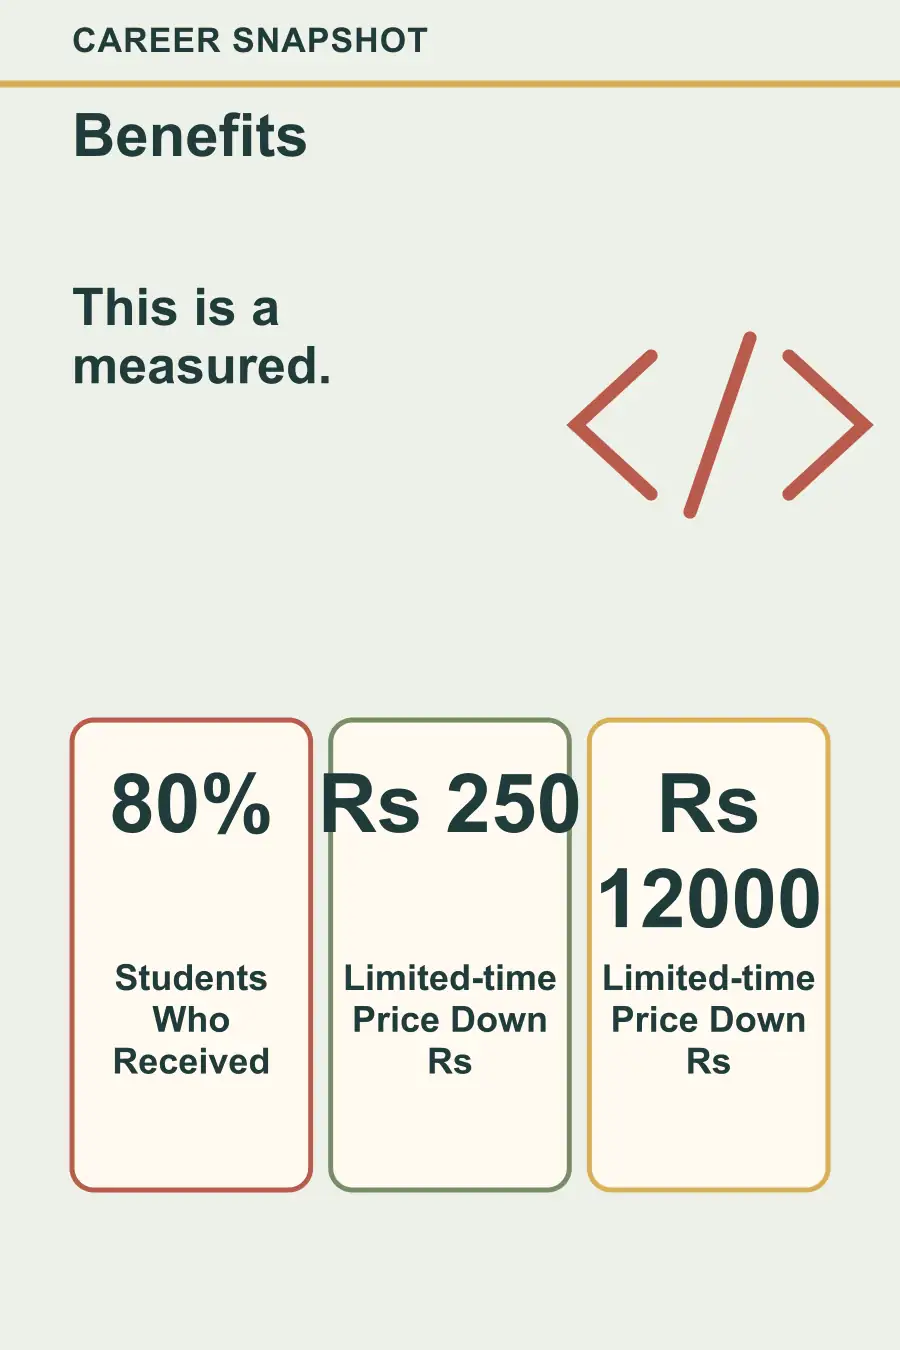 CAREER SNAPSHOT
Benefits
This is a
measured.
80%
Students
Who
Received
Rs 250
Limited-time
Price Down
Rs
Rs
12000
Limited-time
Price Down
Rs